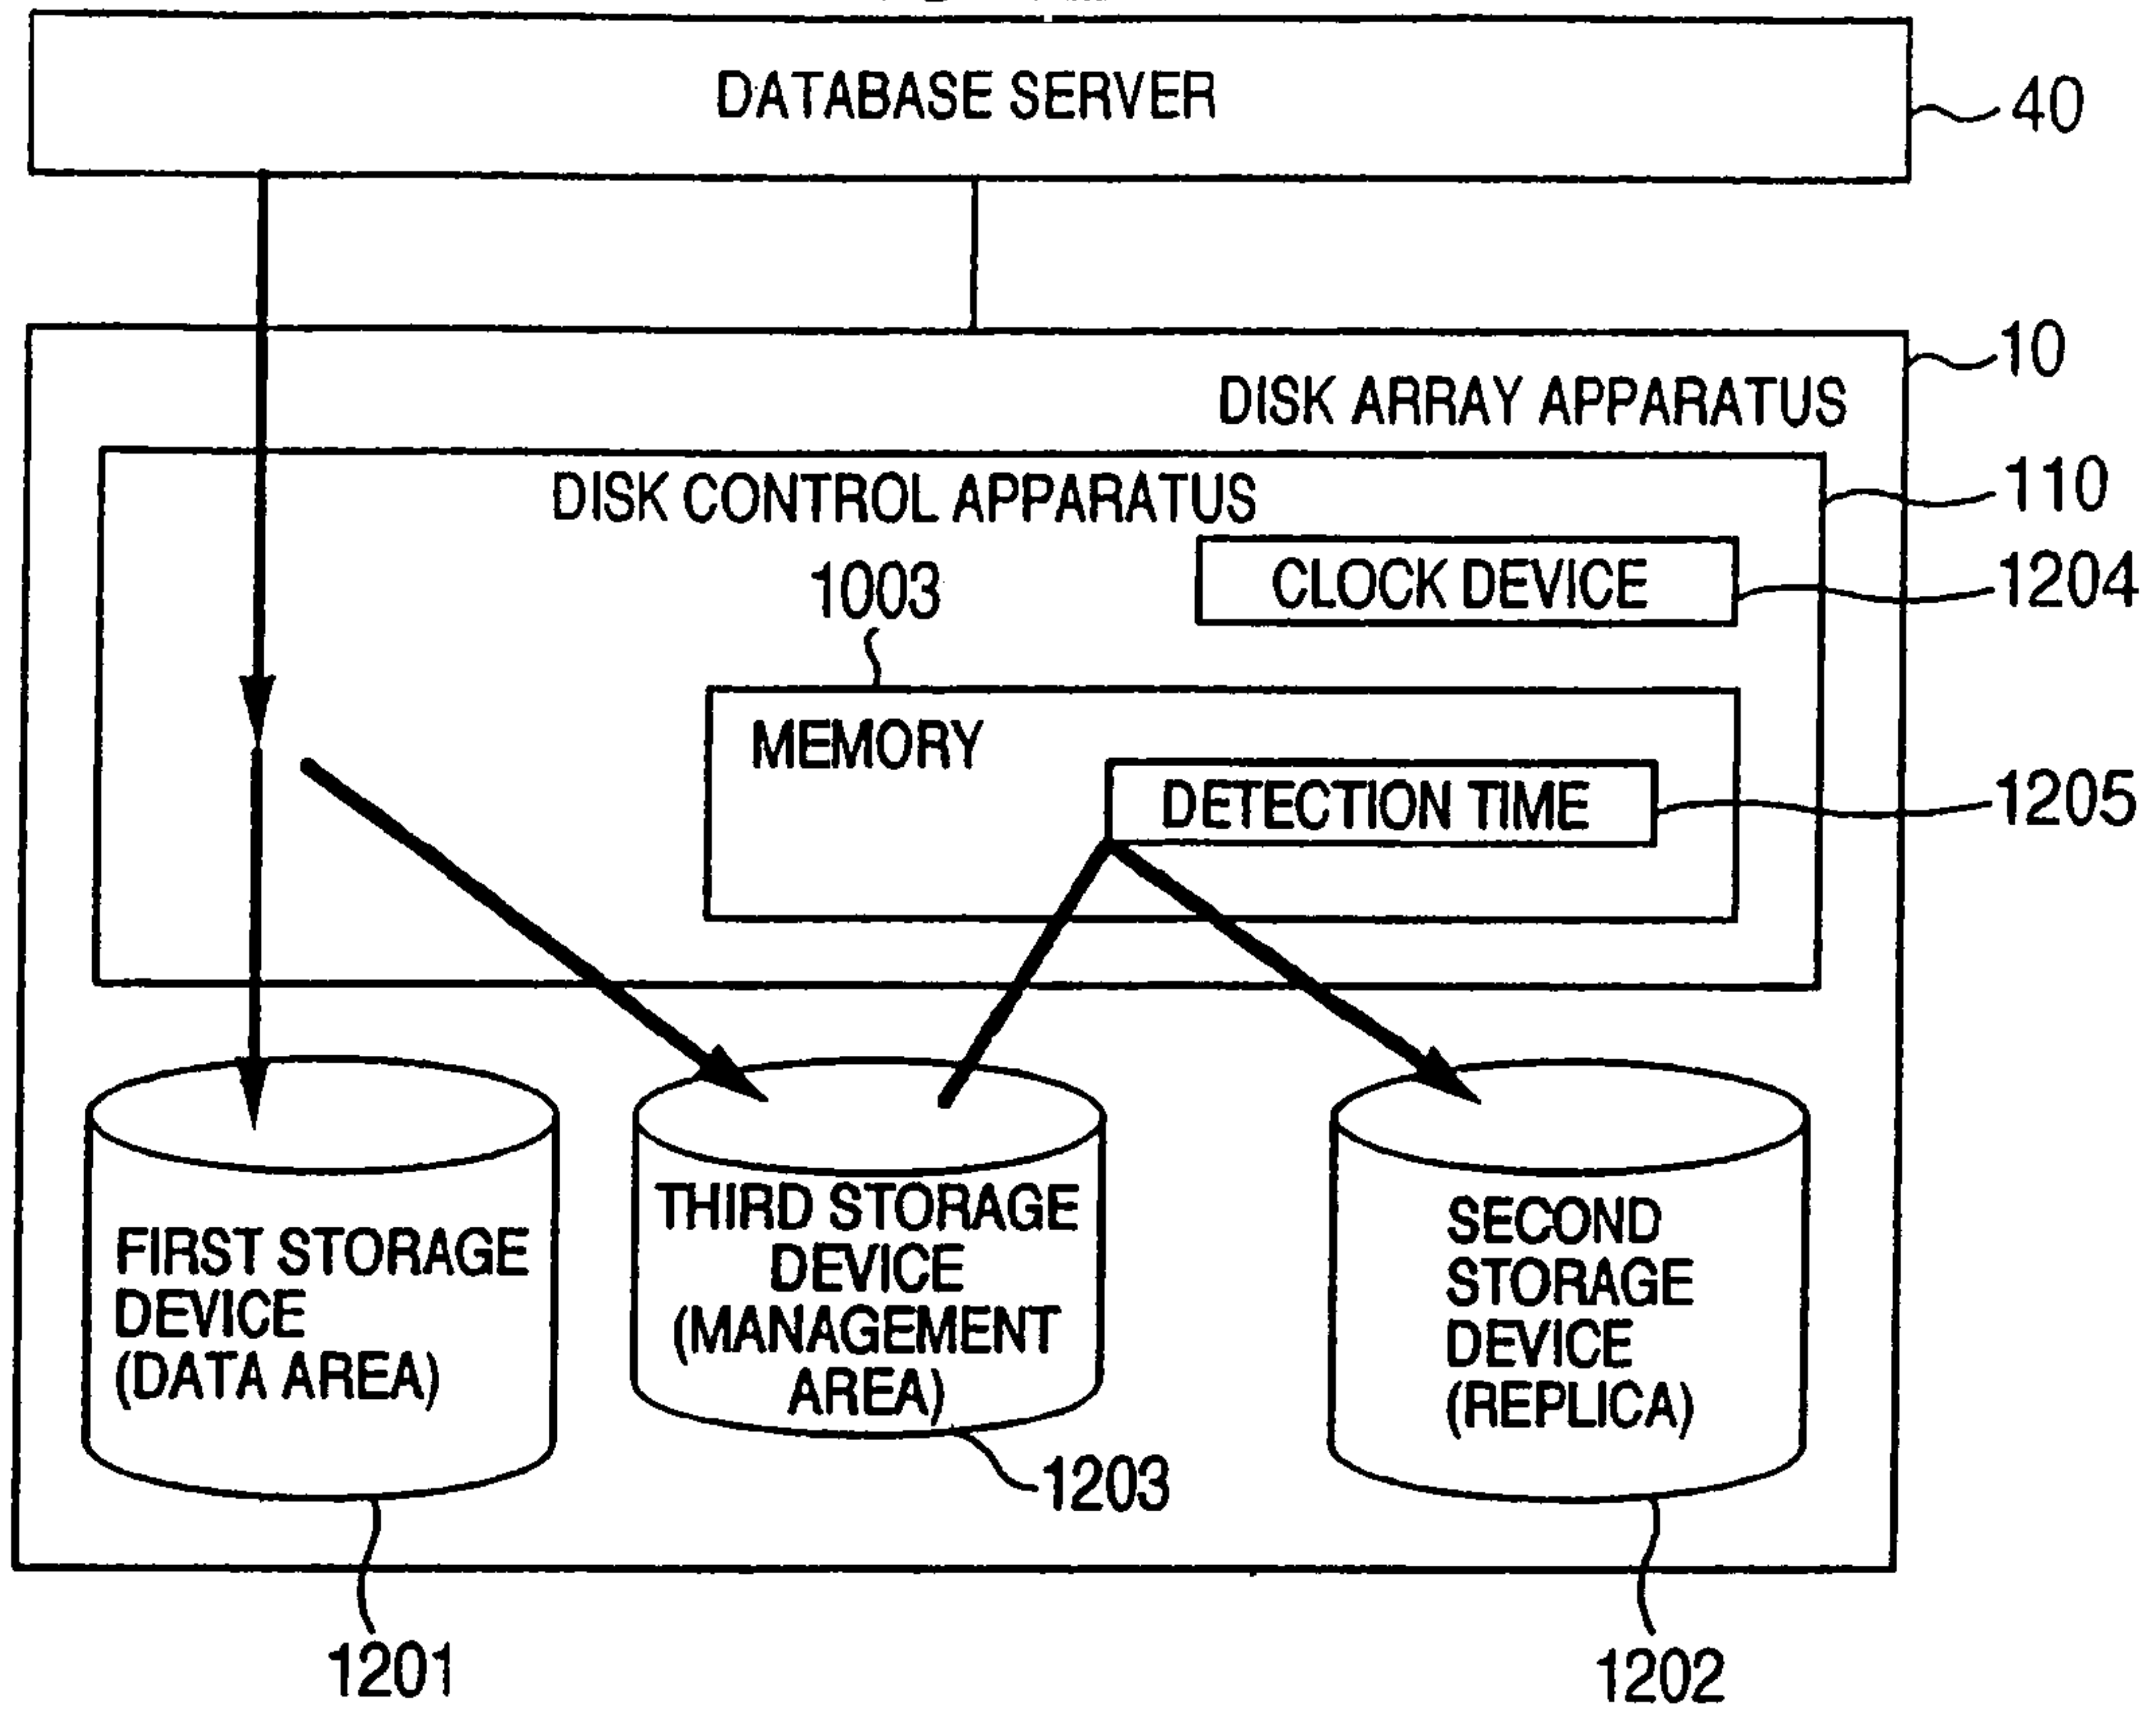 DATABASE SERVER
40
10
DISK ARRAY APPARATUS
DISK CONTROL APPARATUS
110
CLOCK DEVICE
1204
1003
MEMORY
DETECTION TIME
1205
FIRST STORAGE
DEVICE
(DATA AREA)
THIRD STORAGE
DEVICE
(MANAGEMENT
AREA)
SECOND
STORAGE
DEVICE
(REPLICA)
1203
1201
1202